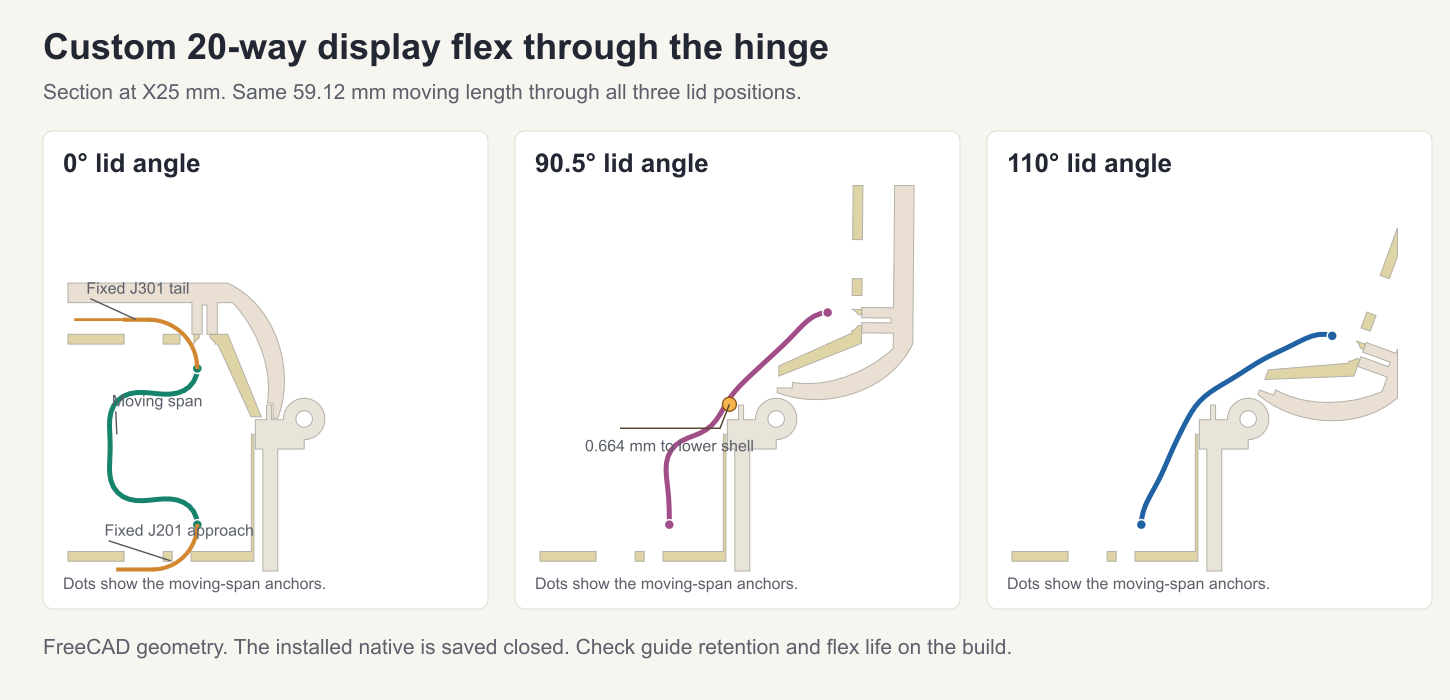 Custom 20-way display flex through the hinge
Section at X25 mm. Same 59.12 mm moving length through all three lid positions.
0° lid angle
Fixed J301 tail
Moving span
Fixed J201 approach
Dots show the moving-span anchors.
90.5° lid angle
0.664 mm to lower shell
Dots show the moving-span anchors.
110° lid angle
Dots show the moving-span anchors.
FreeCAD geometry. The installed native is saved closed. Check guide retention and flex life on the build.